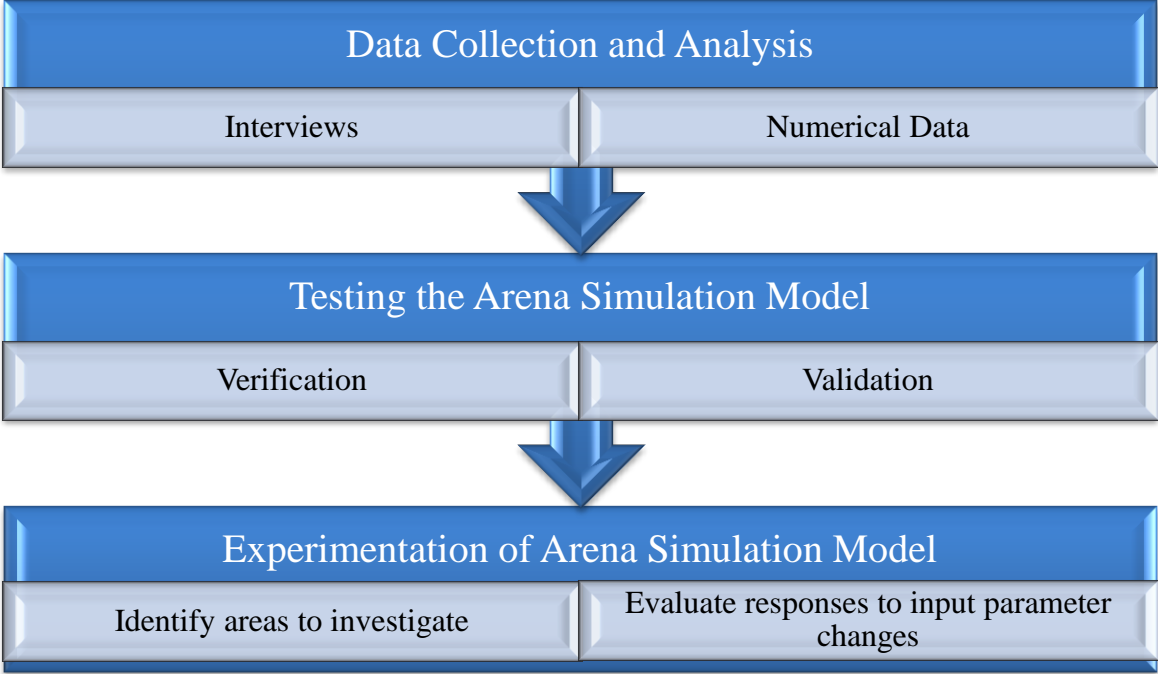 Data Collection and Analysis
Interviews
Numerical Data
Testing the Arena Simulation Model
Verification
Validation
Experimentation of Arena Simulation Model
Identify areas to investigate
Evaluate responses to input parameter
changes